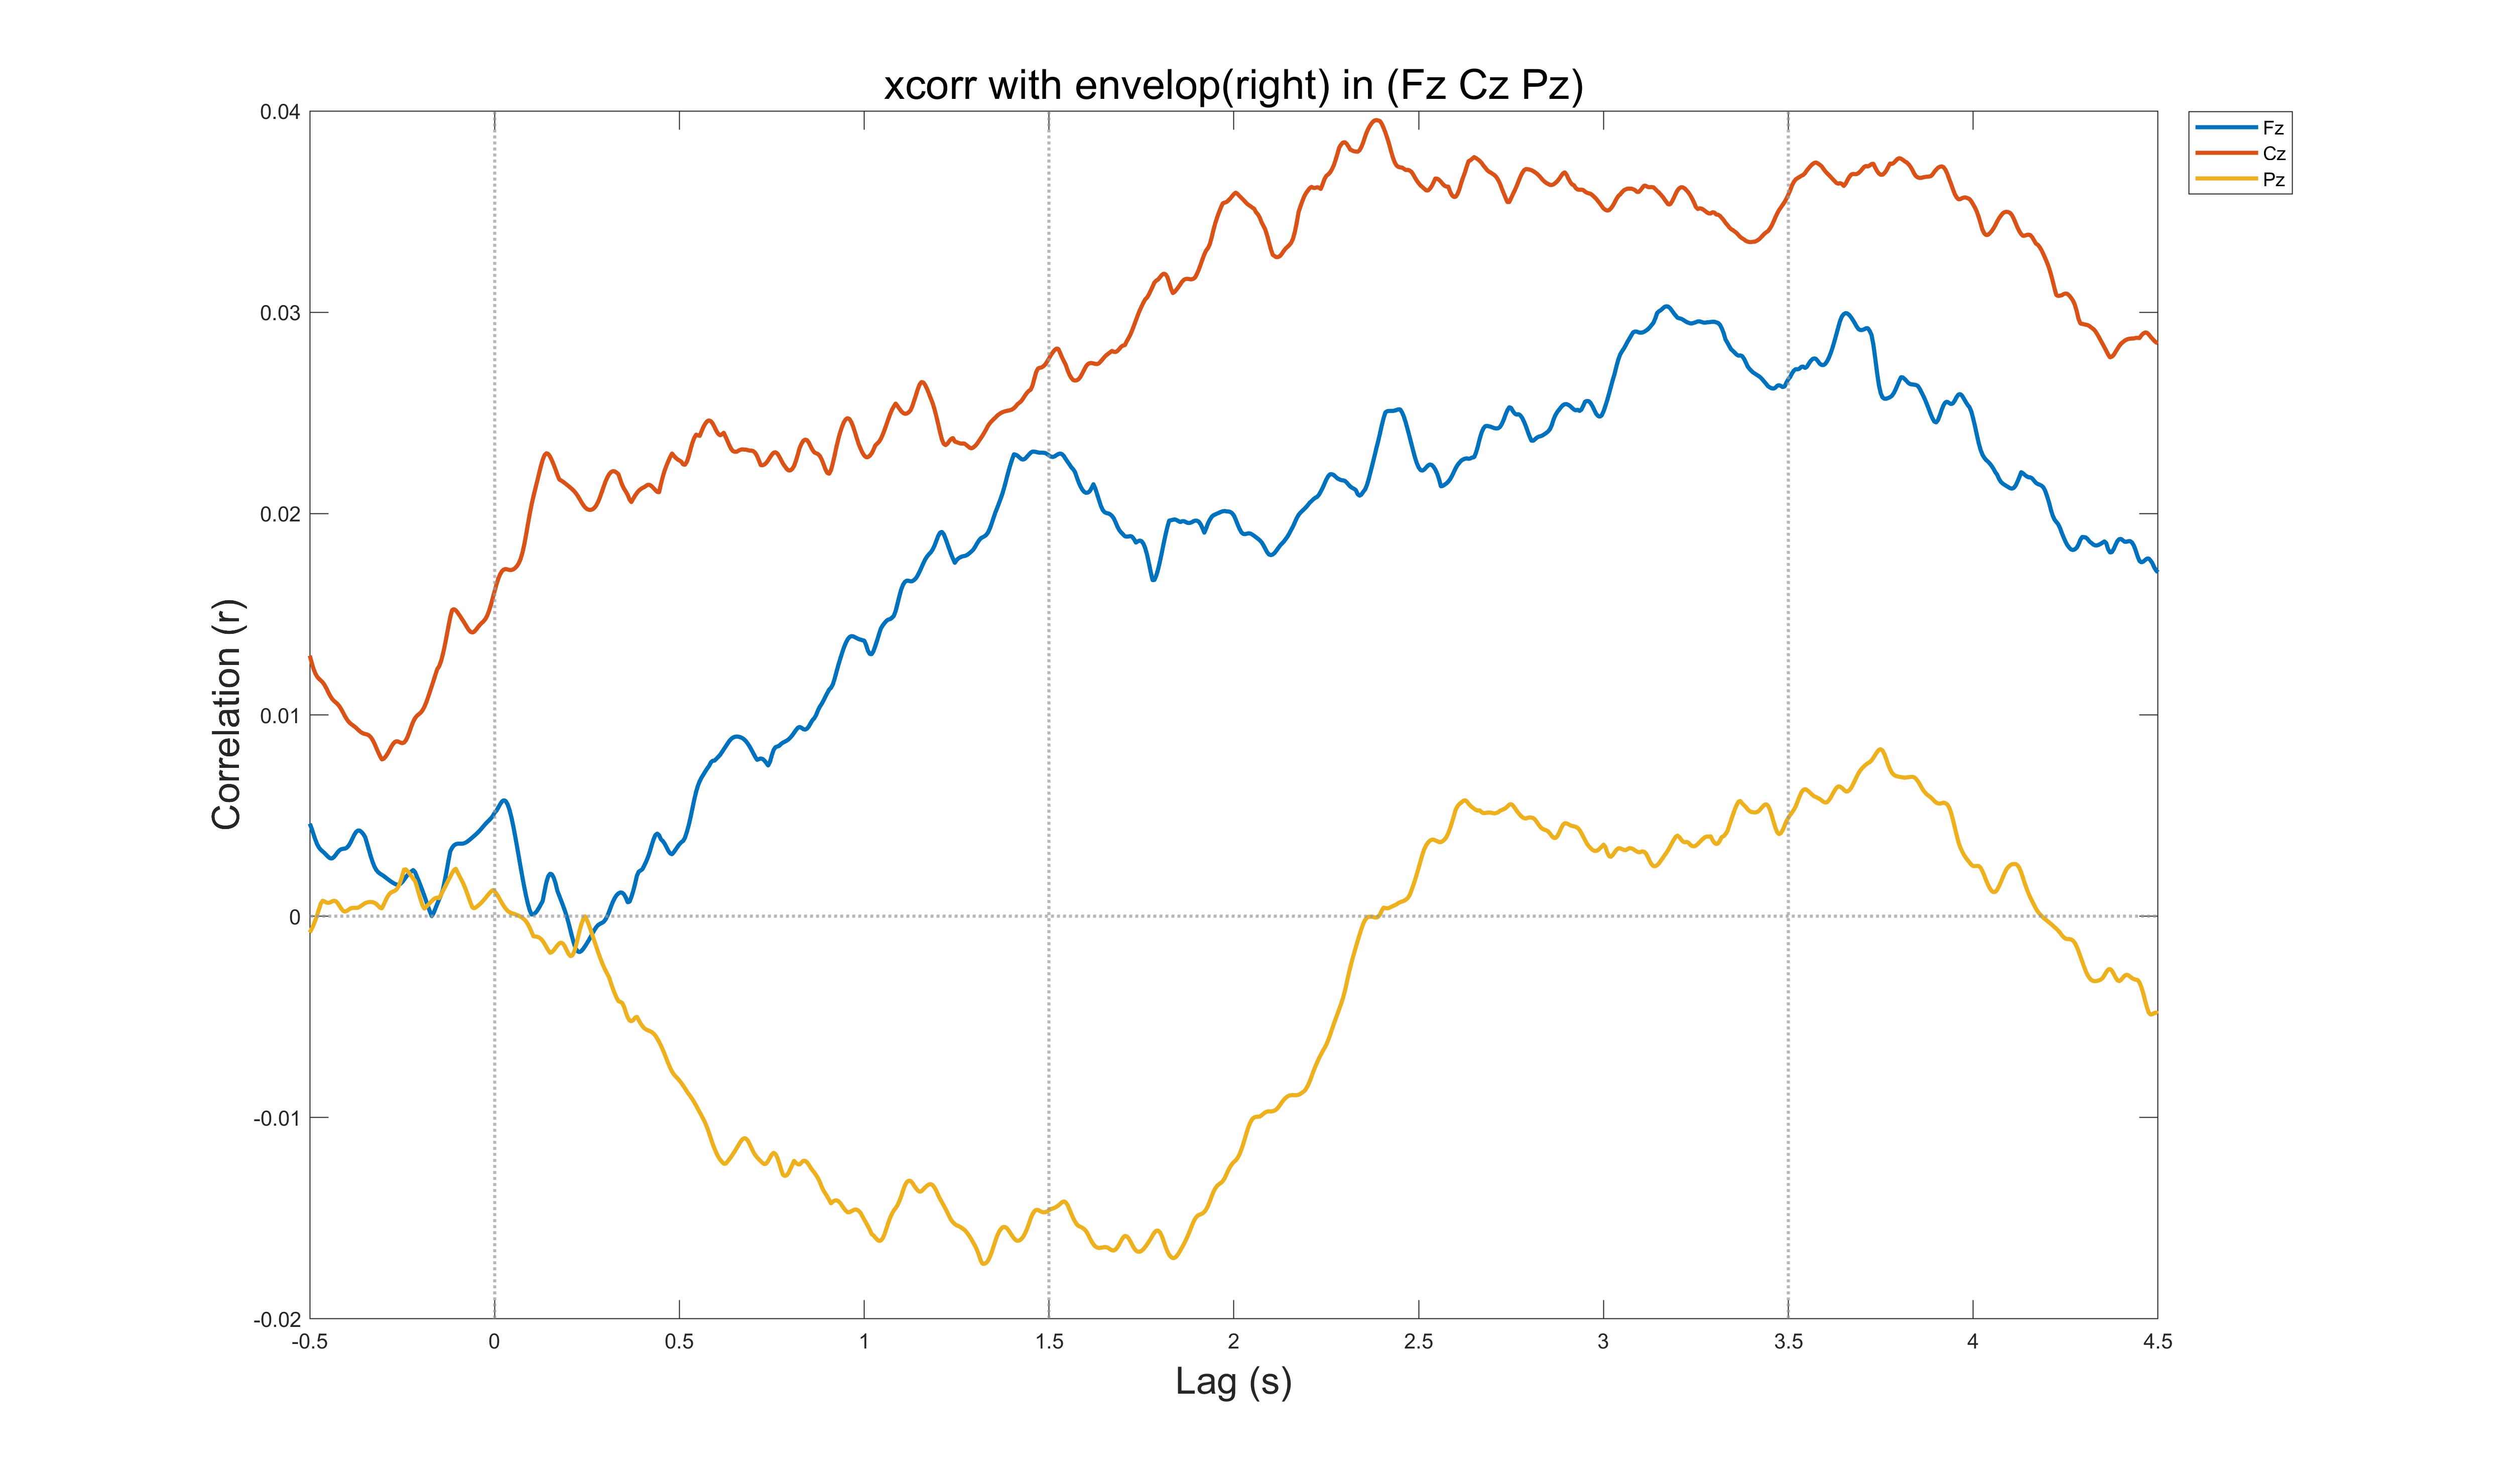 xcorr with envelop(right) in (Fz Cz Pz)
Fz
Cz
Pz
Correlation (r)
0.04
0.03
0.02
0.01
0
-0.01
-0.02
-0.5 0 0.5 1 1.5 2 2.5 3 3.5 4 4.5
Lag (s)